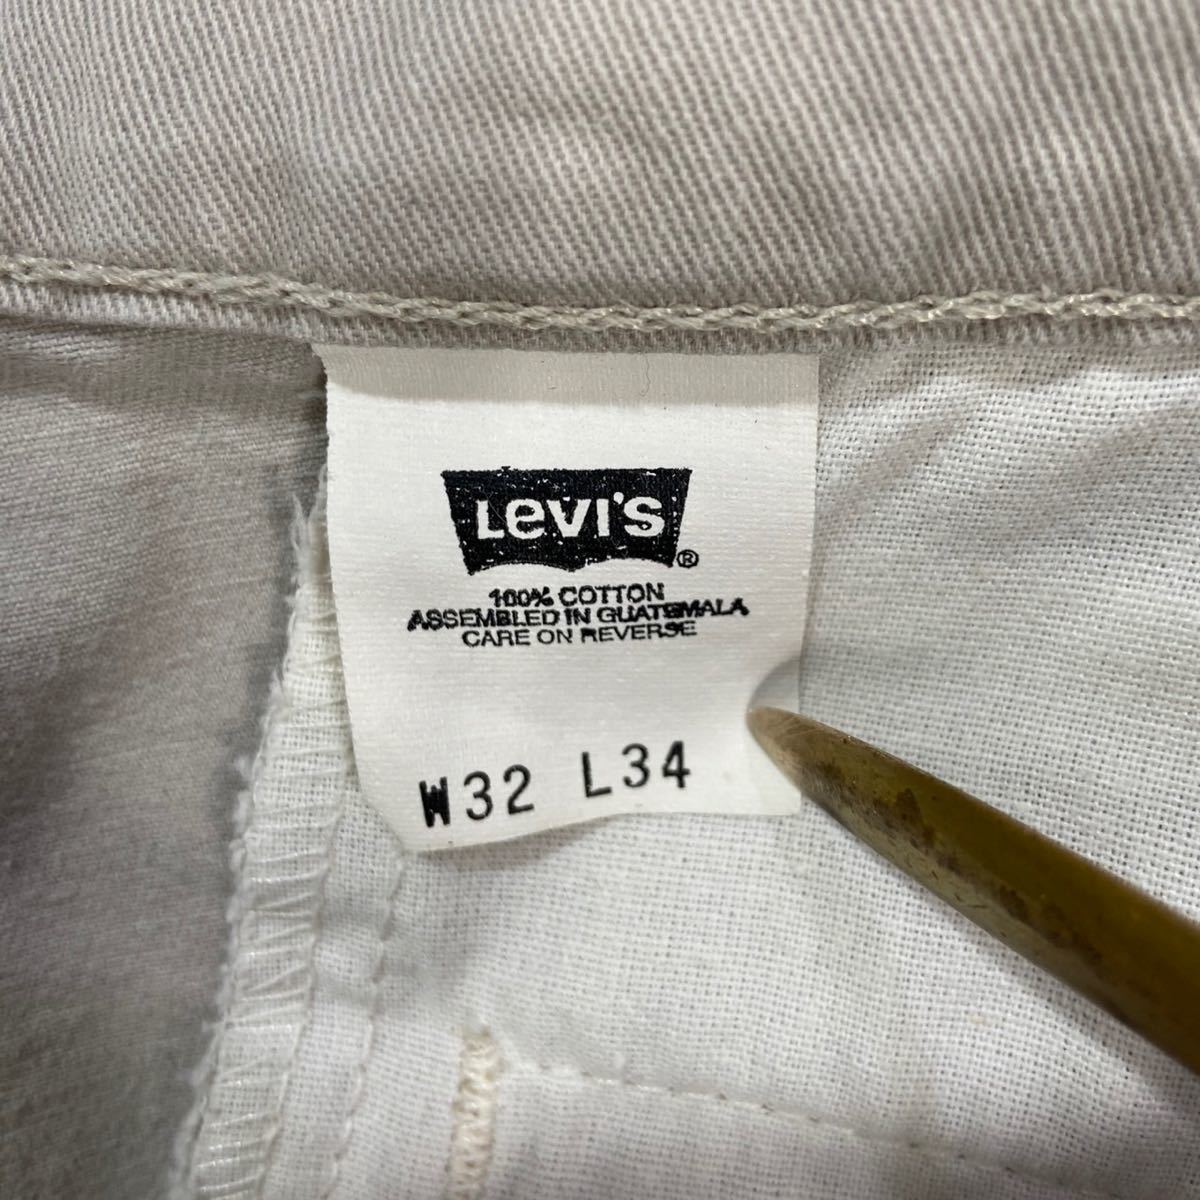 Levi's ®
100% COTTON
ASSEMBLED IN GUATEMALA
CARE ON REVERSE
W32 L34